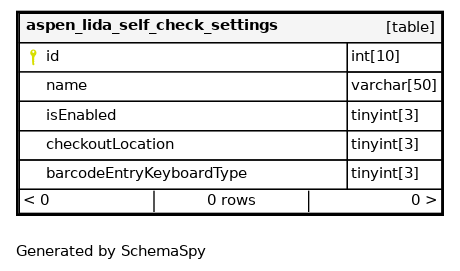 aspen_lida_self_check_settings [table]
id int[10]
name varchar[50]
isEnabled tinyint[3]
checkoutLocation tinyint[3]
barcodeEntryKeyboardType tinyint[3]
< 0 0 rows 0 >
Generated by SchemaSpy